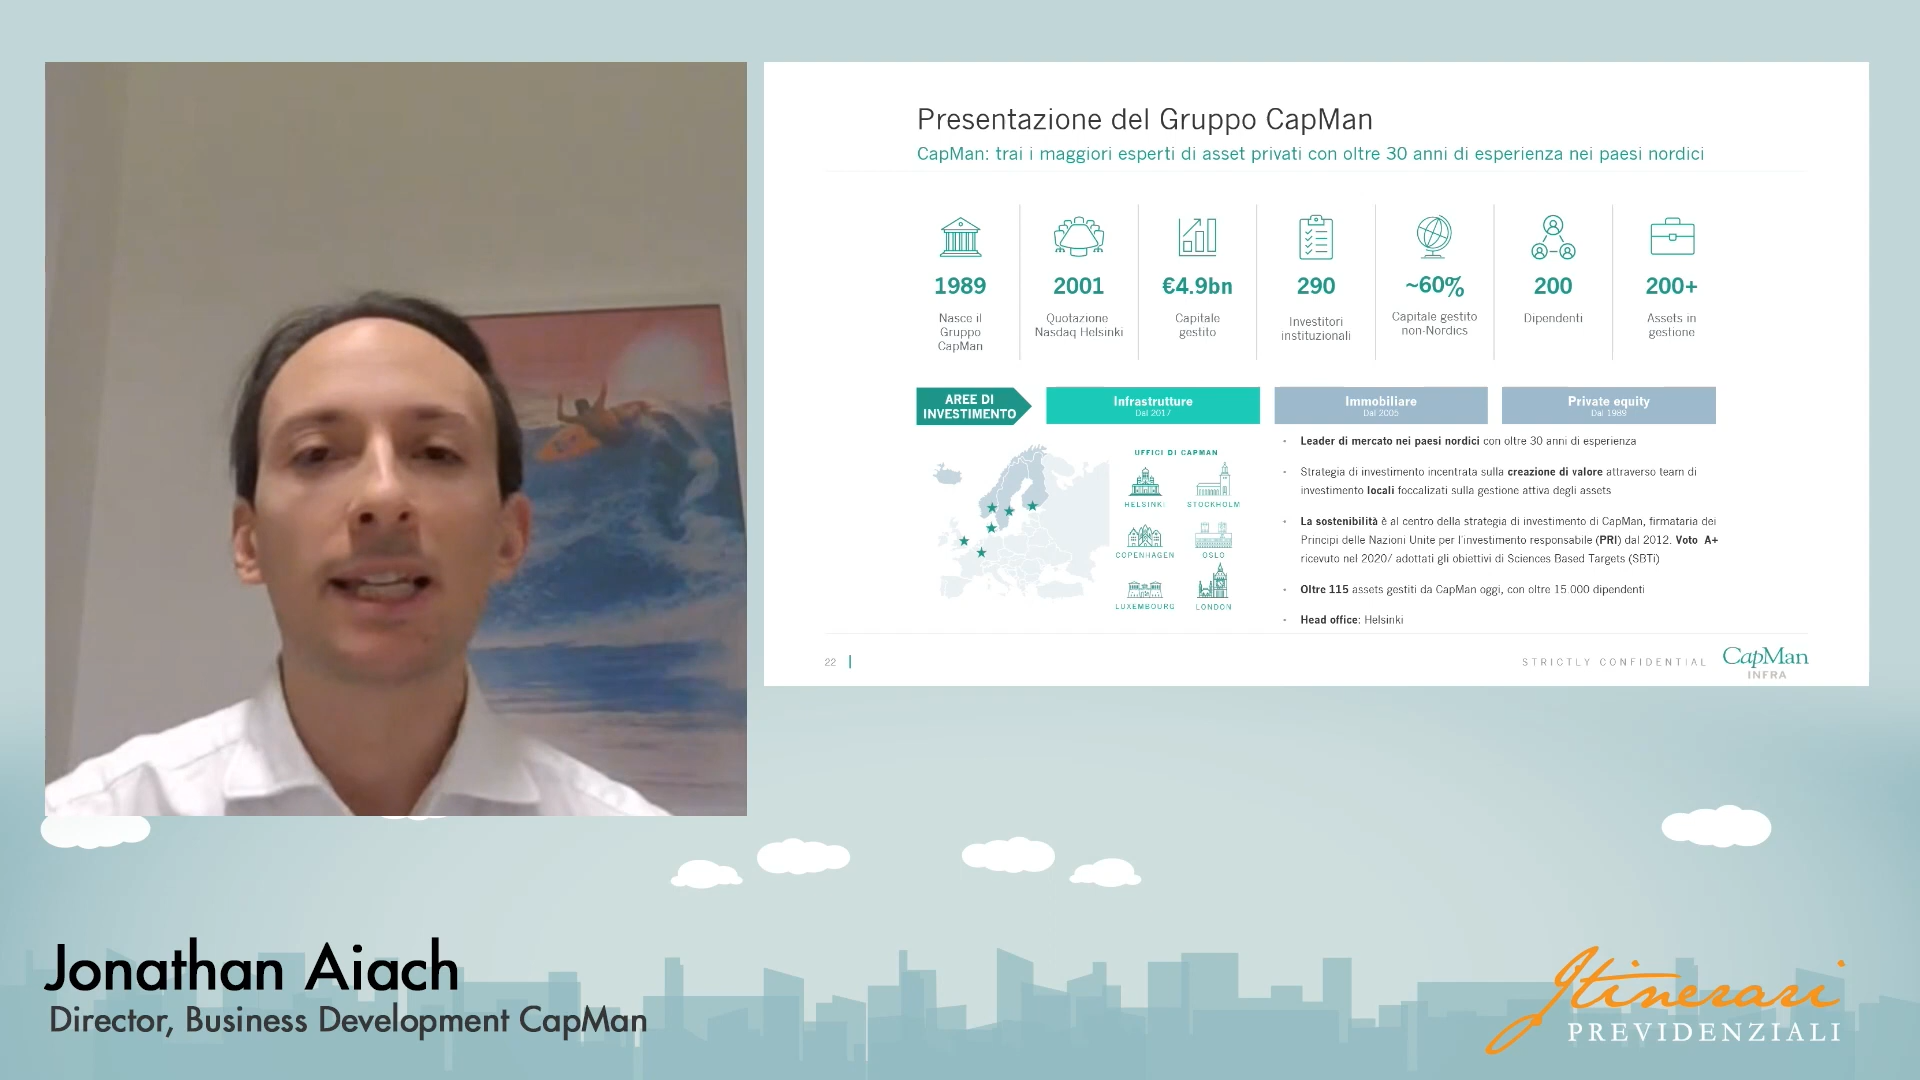 Presentazione del Gruppo CapMan
CapMan: trai i maggiori esperti di asset privati con oltre 30 anni di esperienza nei paesi nordici
1989
Nasce il
Gruppo
CapMan
2001
Quotazione
Nasdaq Helsinki
€4.9bn
Capitale
gestito
290
Investitori
instituzionali
~60%
Capitale gestito
non-Nordics
200
Dipendenti
200+
Assets in
gestione
AREE DI
INVESTIMENTO
Infrastrutture
Dal 2017
Immobiliare
Dal 2005
Private equity
Dal 1989
UFFICI DI CAPMAN
HELSINKI
STOCKHOLM
COPENHAGEN
OSLO
LUXEMBOURG
LONDON
• Leader di mercato nei paesi nordici con oltre 30 anni di esperienza
• Strategia di investimento incentrata sulla creazione di valore attraverso team di
investimento locali foccalizati sulla gestione attiva degli assets
• La sostenibilità è al centro della strategia di investimento di CapMan, firmataria dei
Principi delle Nazioni Unite per l'investimento responsabile (PRI) dal 2012. Voto A+
ricevuto nel 2020/ adottati gli obiettivi di Sciences Based Targets (SBTi)
• Oltre 115 assets gestiti da CapMan oggi, con oltre 15.000 dipendenti
• Head office: Helsinki
22
STRICTLY CONFIDENTIAL
CapMan
INFRA
Jonathan Aiach
Director, Business Development CapMan
Itinerari
PREVIDENZIALI